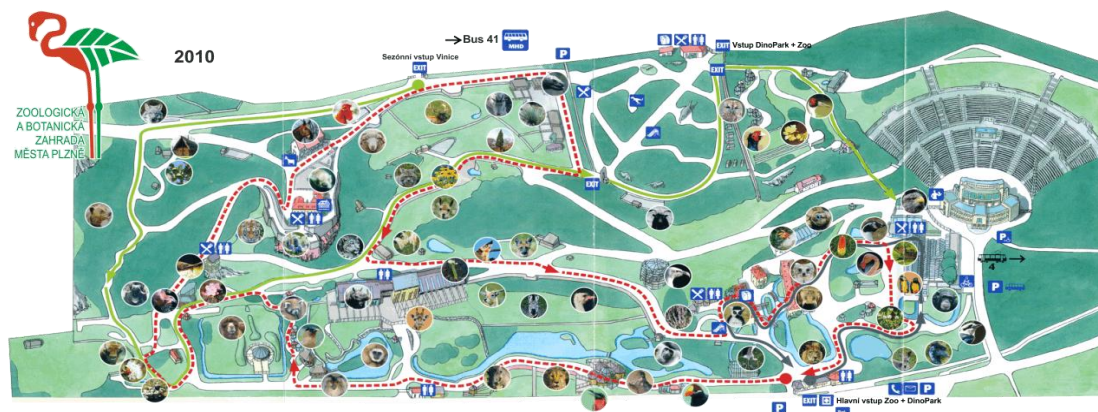 2010
ZOOLOGICKÁ
A BOTANICKÁ
ZAHRADA
MĚSTA PLZNĚ
→Bus 41
MHD
Sezónní vstup Vinice
EXIT
P
EXIT
Vstup DinoPark + Zoo
EXIT
EXIT
P
4
P
P
EXIT
Hlavní vstup Zoo + DinoPark
P